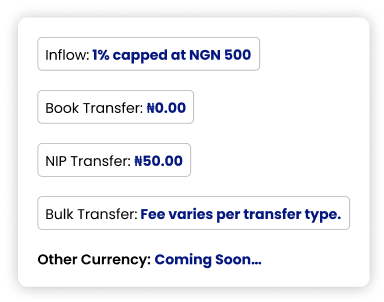 Inflow: 1% capped at NGN 500
Book Transfer: ₦0.00
NIP Transfer: ₦50.00
Bulk Transfer: Fee varies per transfer type.
Other Currency: Coming Soon...